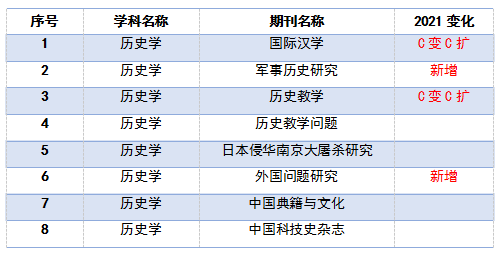 序号 学科名称 期刊名称 2021 变化
1 历史学 国际汉学 C 变 C 扩
2 历史学 军事历史研究 新增
3 历史学 历史教学 C 变 C 扩
4 历史学 历史教学问题
5 历史学 日本侵华南京大屠杀研究
6 历史学 外国问题研究 新增
7 历史学 中国典籍与文化
8 历史学 中国科技史杂志